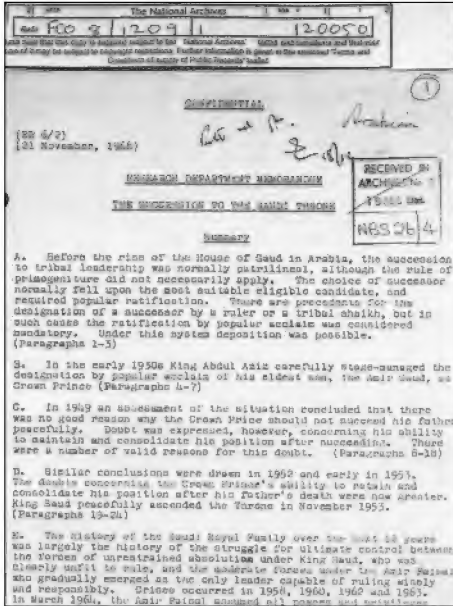 The National Archives
FCO 8 1209 120050
CONFIDENTIAL
1
(RR 6/2)
(21 November, 1966)
RECEIVED IN
NBS 26/4
RESEARCH DEPARTMENT MEMORANDUM
THE SUCCESSION TO THE SAUDI THRONE
Summary
A. Before the rise of the House of Saud in Arabia, the succession
to tribal leadership was normally patrilineal, although the rule of
primogeniture did not necessarily apply. The choice of successor
normally fell upon the most suitable eligible candidate, and
required popular ratification. There are precedents for the
designation of a successor by a ruler or a tribal shaikh, but in
such cases the ratification by popular acclaim was considered
mandatory. Under this system deposition was possible.
(Paragraphs 1-3)
B. In the early 1930s King Abdul Aziz carefully stage-managed the
designation by popular acclaim of his eldest son, the Amir Saud, as
Crown Prince (Paragraphs 4-7)
C. In 1949 an assessment of the situation concluded that there
was no good reason why the Crown Price should not succeed his father
peacefully. Doubt was expressed, however, concerning his ability
to maintain and consolidate his position after succeeding. There
were a number of valid reasons for this doubt. (Paragraphs 8-18)
D. Similar conclusions were drawn in 1952 and early in 1953.
The doubts concerning the Crown Prince's ability to retain and
consolidate his position after his father's death were now greater.
King Saud peacefully ascended the Throne in November 1953.
(Paragraphs 19-24)
E. The history of the Saudi Royal Family over the next 12 years
was largely the history of the struggle for ultimate control between
the forces of unrestrained absolutism under King Saud, who was
clearly unfit to rule, and the moderate forces under the Amir Faisal
who gradually emerged as the only leader capable of ruling wisely
and responsibly. Crises occurred in 1958, 1960, 1962 and 1963.
In March 1964, the Amir Faisal assumed all powers and